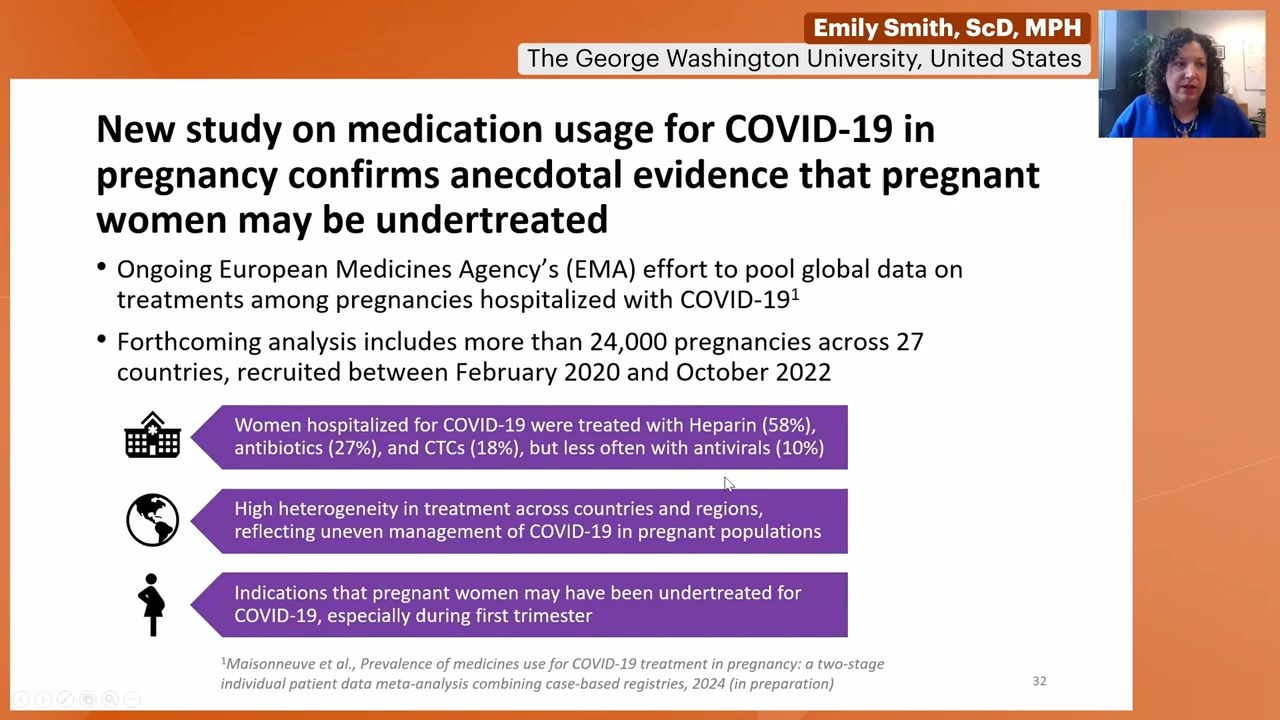 Emily Smith, ScD, MPH
The George Washington University, United States
New study on medication usage for COVID-19 in
pregnancy confirms anecdotal evidence that pregnant
women may be undertreated
• Ongoing European Medicines Agency's (EMA) effort to pool global data on
treatments among pregnancies hospitalized with COVID-19¹
• Forthcoming analysis includes more than 24,000 pregnancies across 27
countries, recruited between February 2020 and October 2022
Women hospitalized for COVID-19 were treated with Heparin (58%),
antibiotics (27%), and CTCs (18%), but less often with antivirals (10%)
High heterogeneity in treatment across countries and regions,
reflecting uneven management of COVID-19 in pregnant populations
Indications that pregnant women may have been undertreated for
COVID-19, especially during first trimester
¹Maisonneuve et al., Prevalence of medicines use for COVID-19 treatment in pregnancy: a two-stage
individual patient data meta-analysis combining case-based registries, 2024 (in preparation)
32